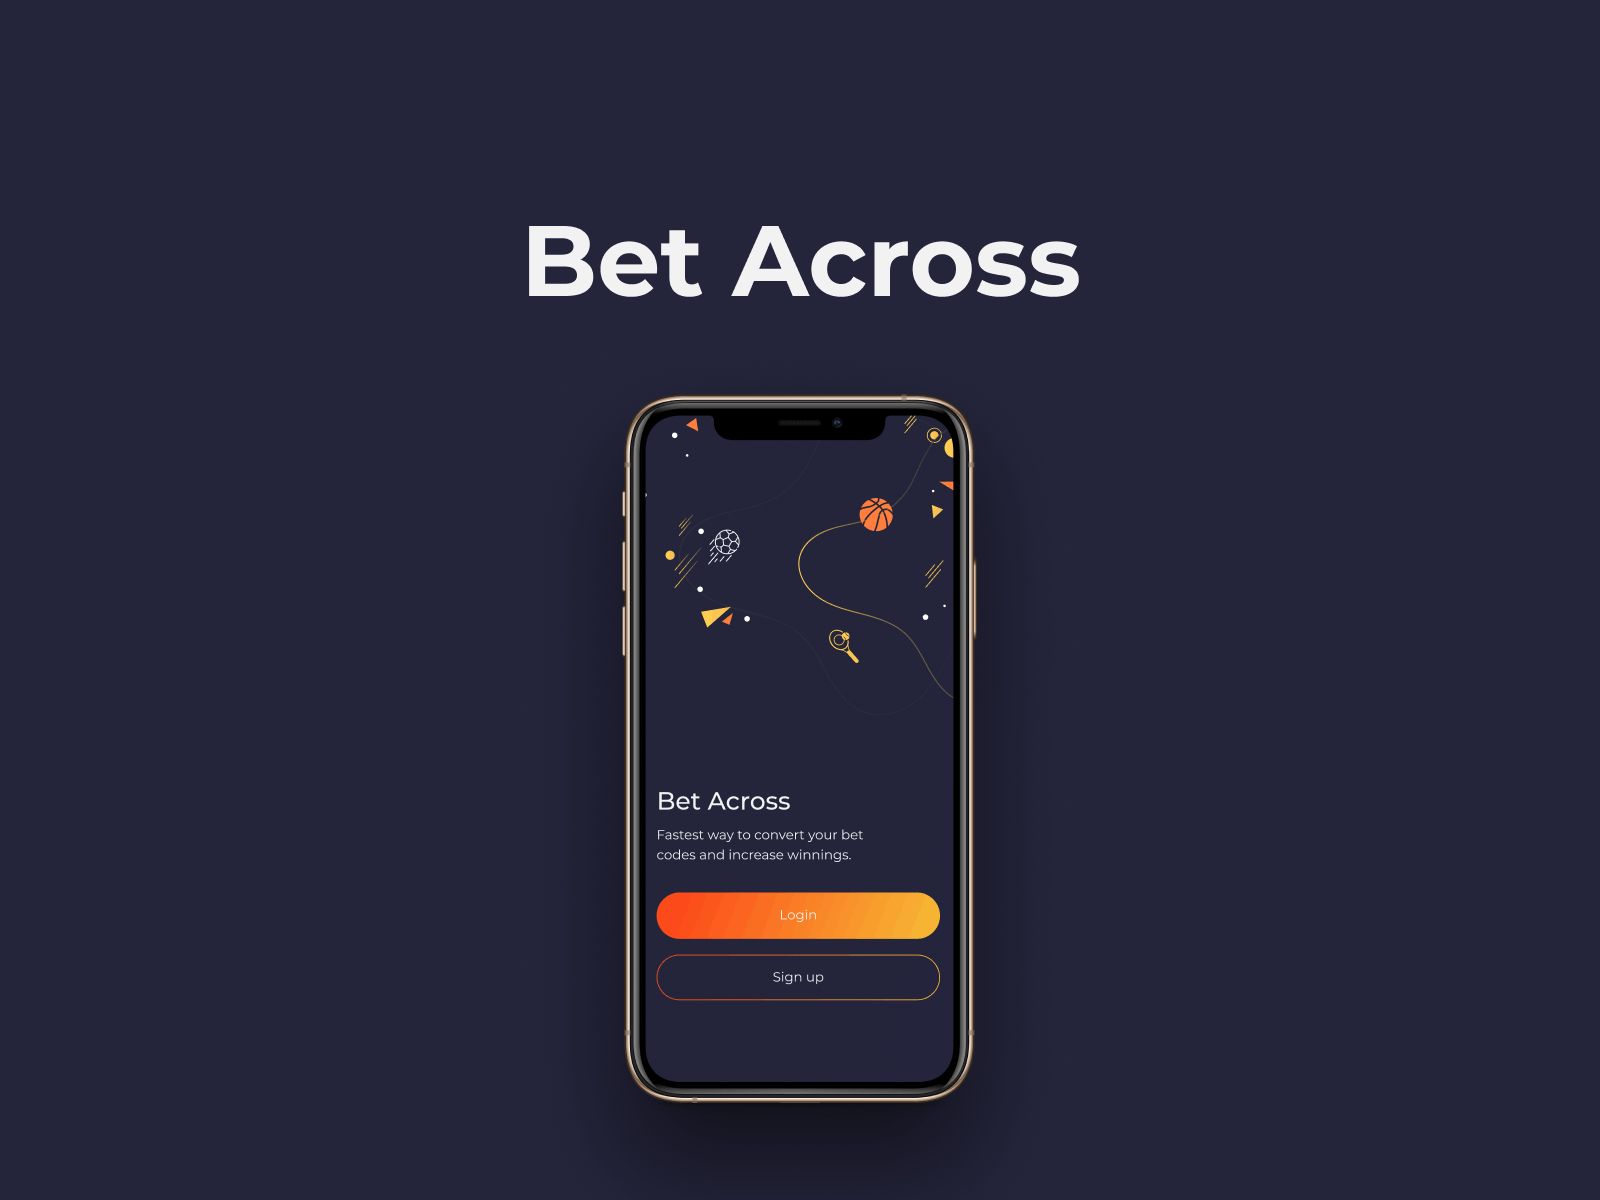 Bet Across
Bet Across
Fastest way to convert your bet
codes and increase winnings.
Login
Sign up